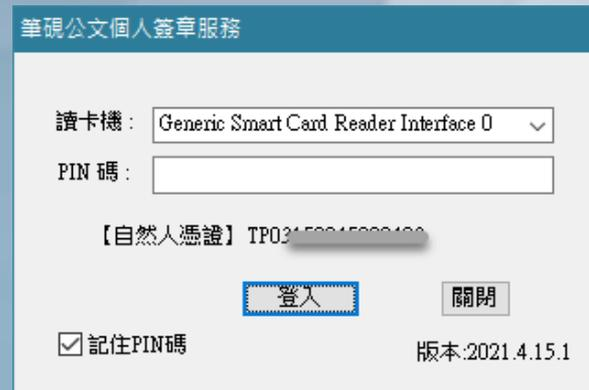 筆硯公文個人簽章服務
讀卡機： Generic Smart Card Reader Interface 0
PIN 碼：
【自然人憑證】TP03
登入 關閉
記住PIN碼
版本:2021.4.15.1